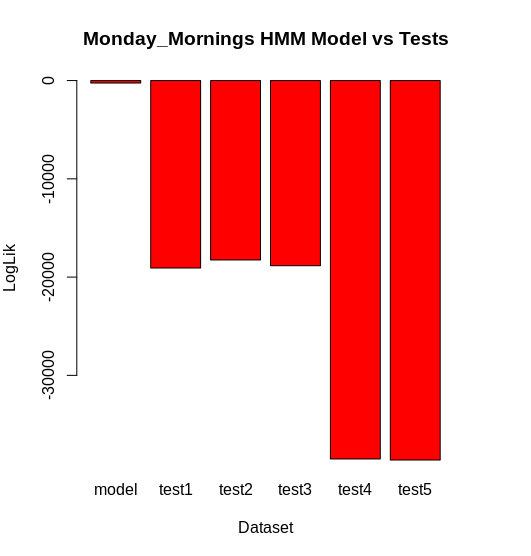 Monday_Mornings HMM Model vs Tests
LogLik
0
-10000
-20000
-30000
model test1 test2 test3 test4 test5
Dataset